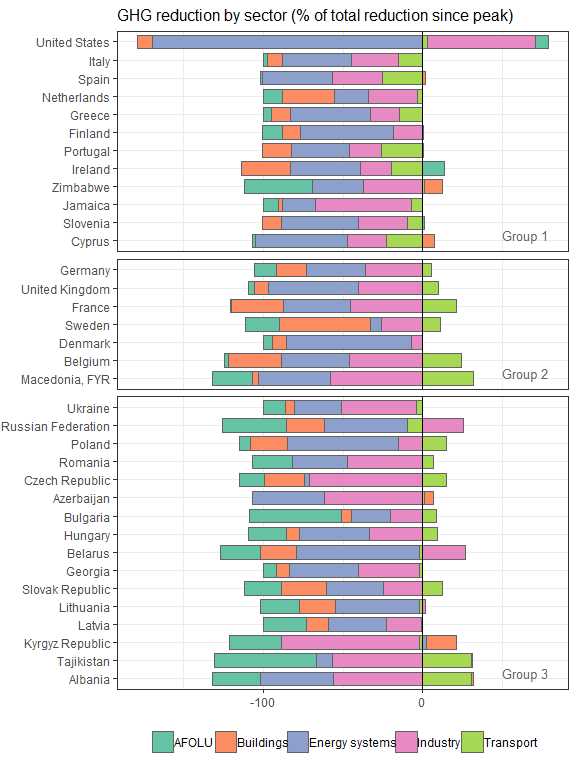 GHG reduction by sector (% of total reduction since peak)
United States
Italy
Spain
Netherlands
Greece
Finland
Portugal
Ireland
Zimbabwe
Jamaica
Slovenia
Cyprus
Group 1
Germany
United Kingdom
France
Sweden
Denmark
Belgium
Macedonia, FYR
Group 2
Ukraine
Russian Federation
Poland
Romania
Czech Republic
Azerbaijan
Bulgaria
Hungary
Belarus
Georgia
Slovak Republic
Lithuania
Latvia
Kyrgyz Republic
Tajikistan
Albania
Group 3
-100 0
AFOLU Buildings Energy systems Industry Transport